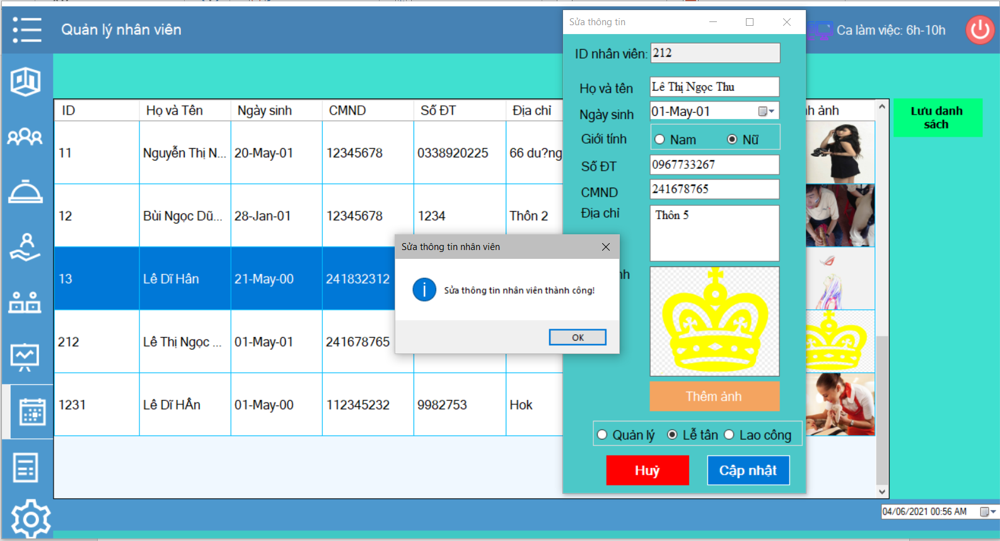 Quản lý nhân viên
Ca làm việc: 6h-10h
ID Họ và Tên Ngày sinh CMND Số ĐT Địa chỉ h ảnh
11 Nguyễn Thị N... 20-May-01 12345678 0338920225 66 du?ng
12 Bùi Ngọc Dũ... 28-Jan-01 12345678 1234 Thôn 2
13 Lê Dĩ Hân 21-May-00 241832312
212 Lê Thị Ngọc ... 01-May-01 241678765
1231 Lê Dĩ HÂn 01-May-00 112345232 9982753 Hok
Lưu danh
sách
Sửa thông tin
ID nhân viên: 212
Họ và tên Lê Thị Ngọc Thu
Ngày sinh 01-May-01
Giới tính Nam Nữ
Số ĐT 0967733267
CMND 241678765
Địa chỉ Thôn 5
nh
Thêm ảnh
Quản lý Lễ tân Lao công
Huỷ Cập nhật
Sửa thông tin nhân viên
Sửa thông tin nhân viên thành công!
OK
04/06/2021 00:56 AM